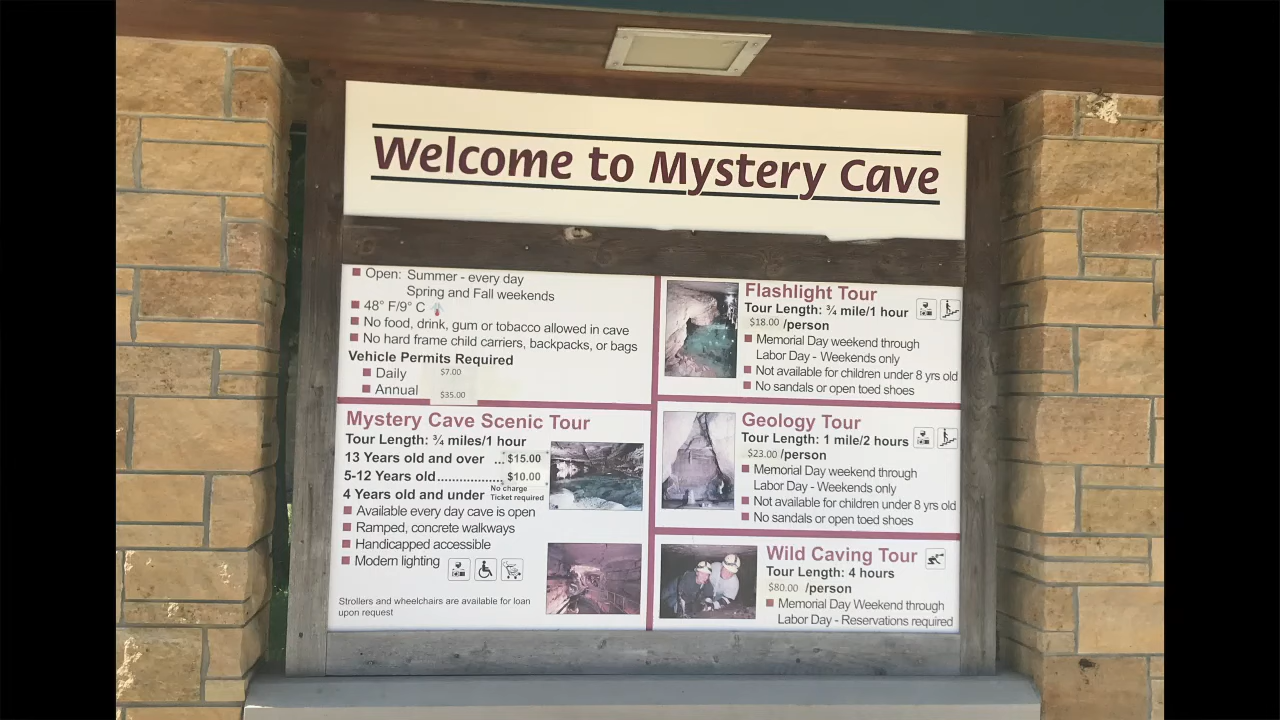 Welcome to Mystery Cave
Open: Summer - every day
Spring and Fall weekends
48° F/9° C
No food, drink, gum or tobacco allowed in cave
No hard frame child carriers, backpacks, or bags
Vehicle Permits Required
Daily $7.00
Annual $35.00
Mystery Cave Scenic Tour
Tour Length: ¾ miles/1 hour
13 Years old and over ... $15.00
5-12 Years old.................. $10.00
4 Years old and under No charge
Ticket required
Available every day cave is open
Ramped, concrete walkways
Handicapped accessible
Modern lighting
Strollers and wheelchairs are available for loan
upon request
Flashlight Tour
Tour Length: ¾ mile/1 hour
$18.00 /person
Memorial Day weekend through
Labor Day - Weekends only
Not available for children under 8 yrs old
No sandals or open toed shoes
Geology Tour
Tour Length: 1 mile/2 hours
$23.00 /person
Memorial Day weekend through
Labor Day - Weekends only
Not available for children under 8 yrs old
No sandals or open toed shoes
Wild Caving Tour
Tour Length: 4 hours
$80.00 /person
Memorial Day Weekend through
Labor Day - Reservations required